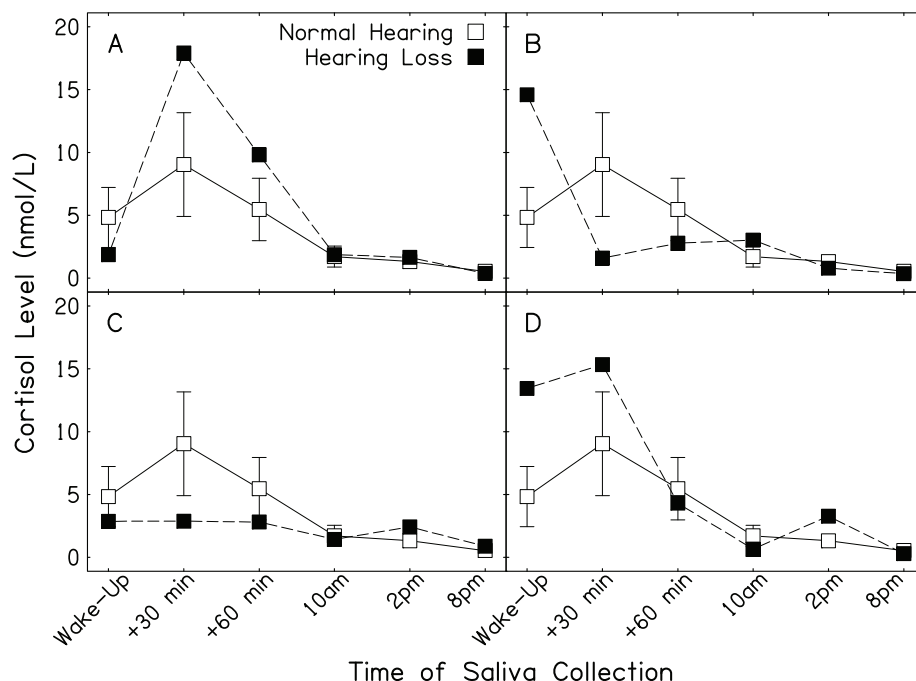 20
A
Normal Hearing
Hearing Loss
B
15
10
5
0
20
C
D
15
10
5
0
Cortisol Level (nmol/L)
Wake-Up
+30 min
+60 min
10am
2pm
8pm
Wake-Up
+30 min
+60 min
10am
2pm
8pm
Time of Saliva Collection